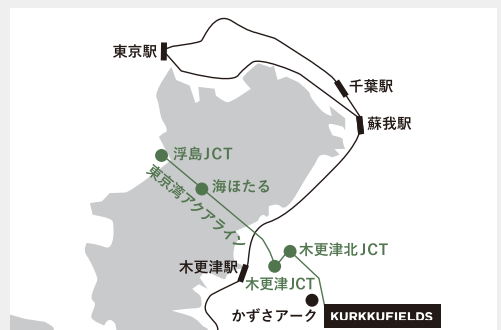 東京駅
千葉駅
蘇我駅
浮島JCT
海ほたる
東京湾アクアライン
木更津北JCT
木更津駅
木更津JCT
かずさアーク
KURKKUFIELDS